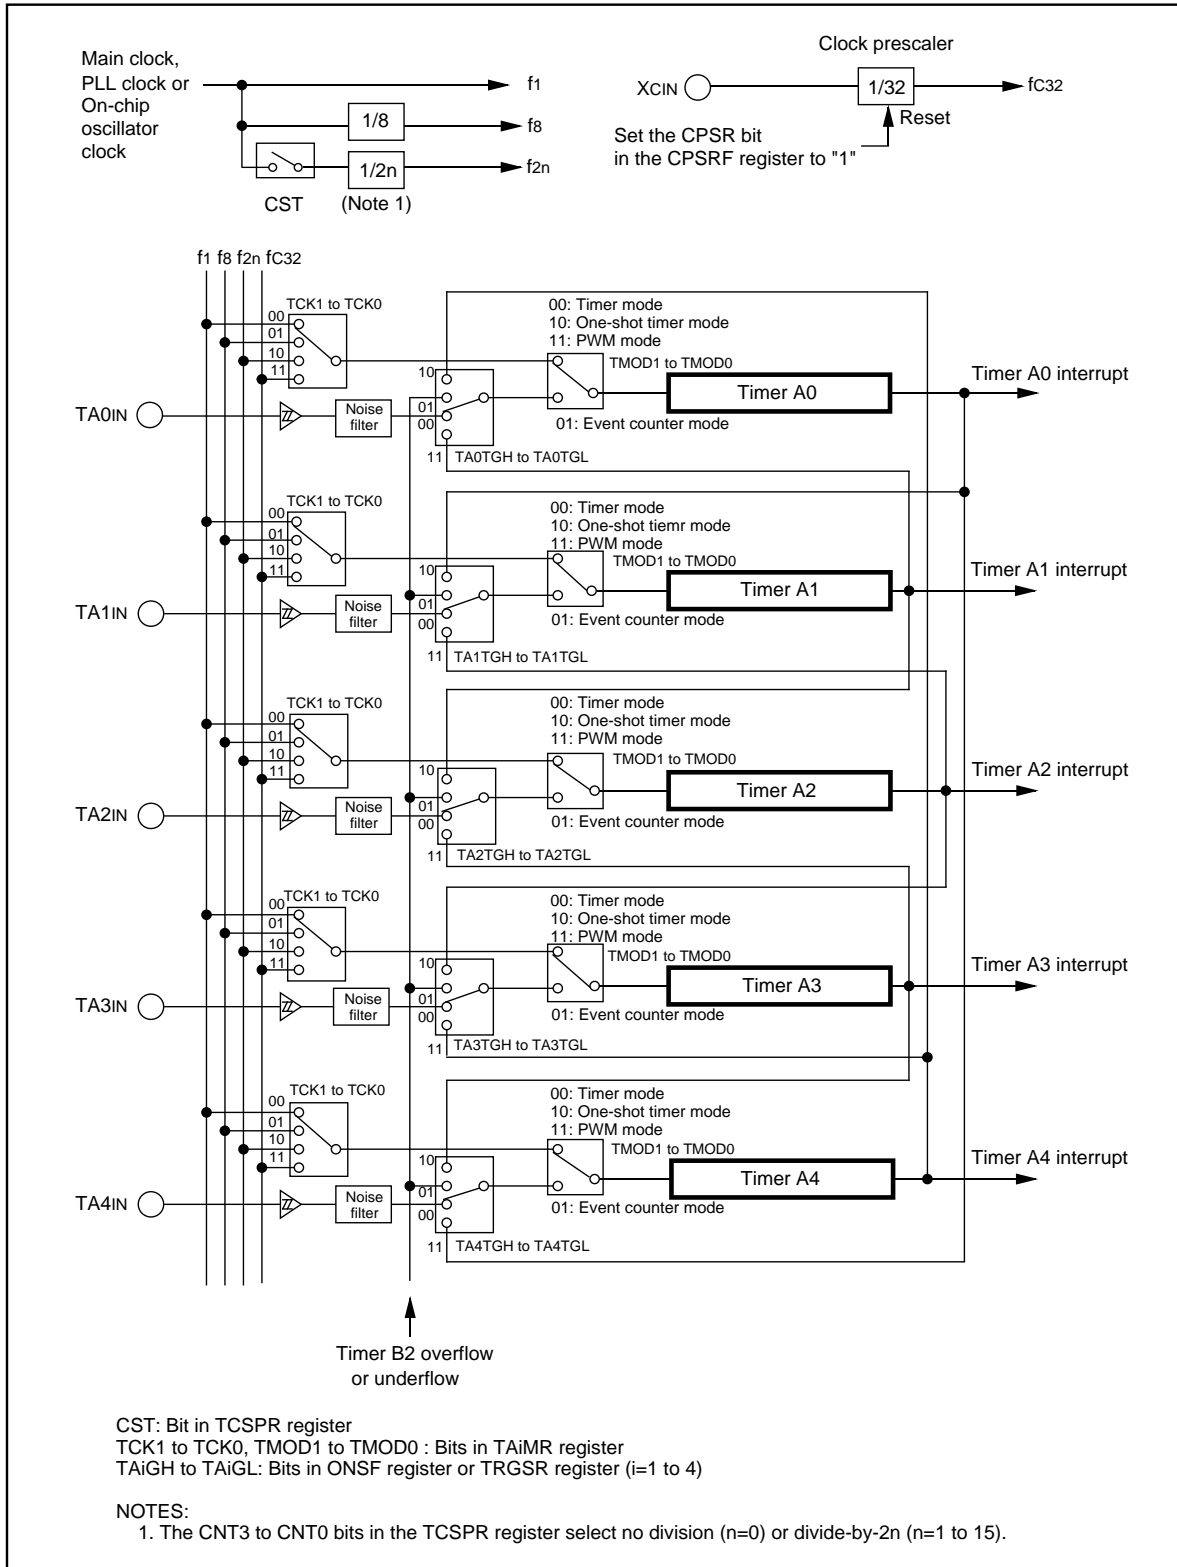 Main clock,
PLL clock or
On-chip
oscillator
clock
f1
1/8
f8
1/2n
f2n
CST
(Note 1)
Clock prescaler
XCIN
1/32
fC32
Reset
Set the CPSR bit
in the CPSRF register to "1"
f1 f8 f2n fC32
TCK1 to TCK0
00
01
10
11
00: Timer mode
10: One-shot timer mode
11: PWM mode
TMOD1 to TMOD0
10
01
00
11
TA0IN
Noise
filter
Timer A0
Timer A0 interrupt
01: Event counter mode
TA0TGH to TA0TGL
TCK1 to TCK0
00
01
10
11
00: Timer mode
10: One-shot tiemr mode
11: PWM mode
TMOD1 to TMOD0
10
01
00
11
TA1IN
Noise
filter
Timer A1
Timer A1 interrupt
01: Event counter mode
TA1TGH to TA1TGL
TCK1 to TCK0
00
01
10
11
00: Timer mode
10: One-shot timer mode
11: PWM mode
TMOD1 to TMOD0
10
01
00
11
TA2IN
Noise
filter
Timer A2
Timer A2 interrupt
01: Event counter mode
TA2TGH to TA2TGL
TCK1 to TCK0
00
01
10
11
00: Timer mode
10: One-shot timer mode
11: PWM mode
TMOD1 to TMOD0
10
01
00
11
TA3IN
Noise
filter
Timer A3
Timer A3 interrupt
01: Event counter mode
TA3TGH to TA3TGL
TCK1 to TCK0
00
01
10
11
00: Timer mode
10: One-shot timer mode
11: PWM mode
TMOD1 to TMOD0
10
01
00
11
TA4IN
Noise
filter
Timer A4
Timer A4 interrupt
01: Event counter mode
TA4TGH to TA4TGL
Timer B2 overflow
or underflow
CST: Bit in TCSPR register
TCK1 to TCK0, TMOD1 to TMOD0 : Bits in TAiMR register
TAiGH to TAiGL: Bits in ONSF register or TRGSR register (i=1 to 4)
NOTES:
1. The CNT3 to CNT0 bits in the TCSPR register select no division (n=0) or divide-by-2n (n=1 to 15).